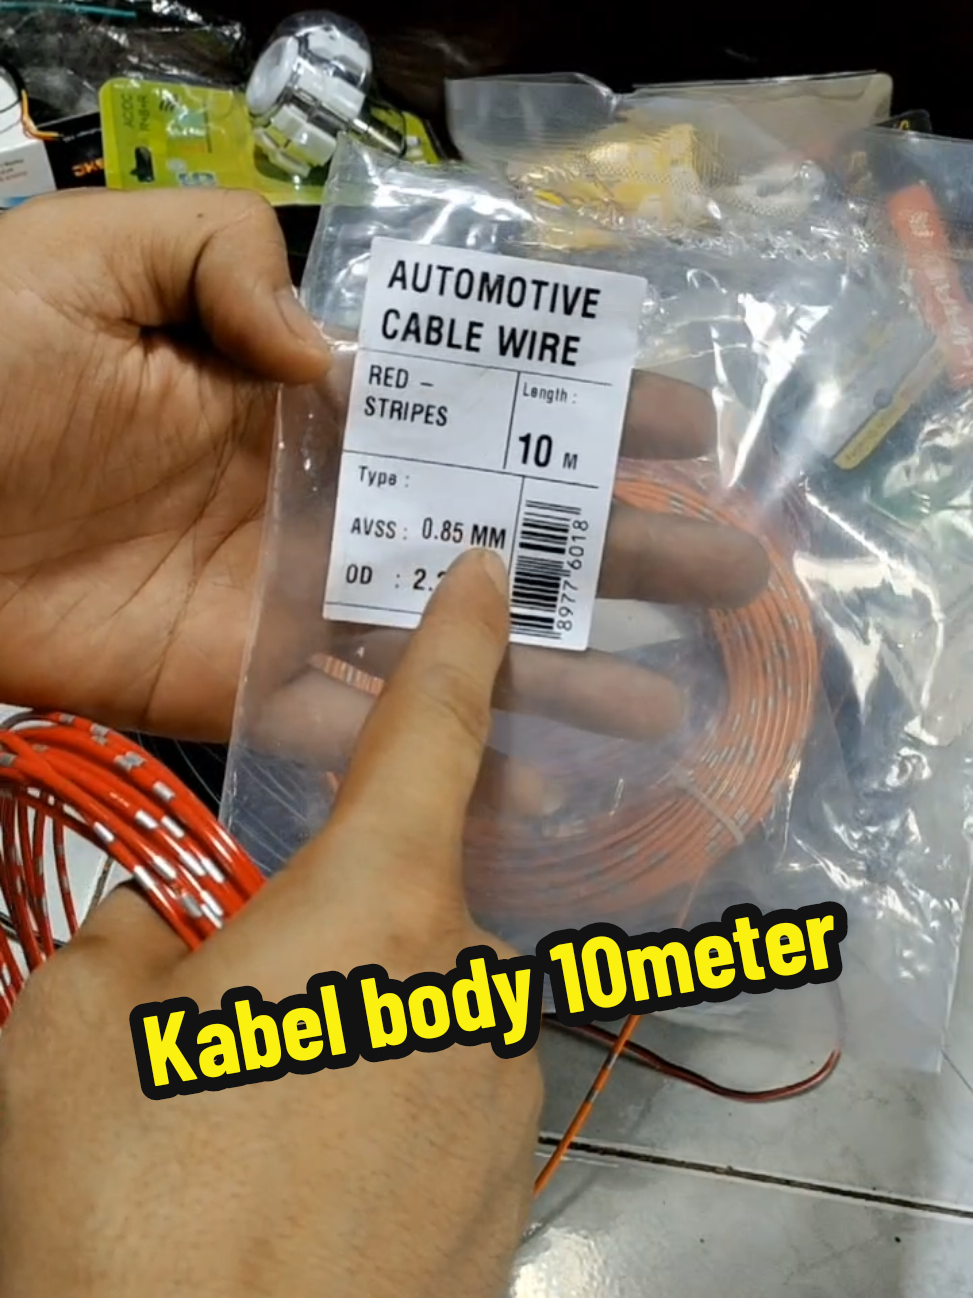 AUTOMOTIVE
CABLE WIRE
RED -
STRIPES
Length :
10 M
Type :
AVSS : 0.85 MM
OD : 2.
8977 6018
Kabel body 10meter